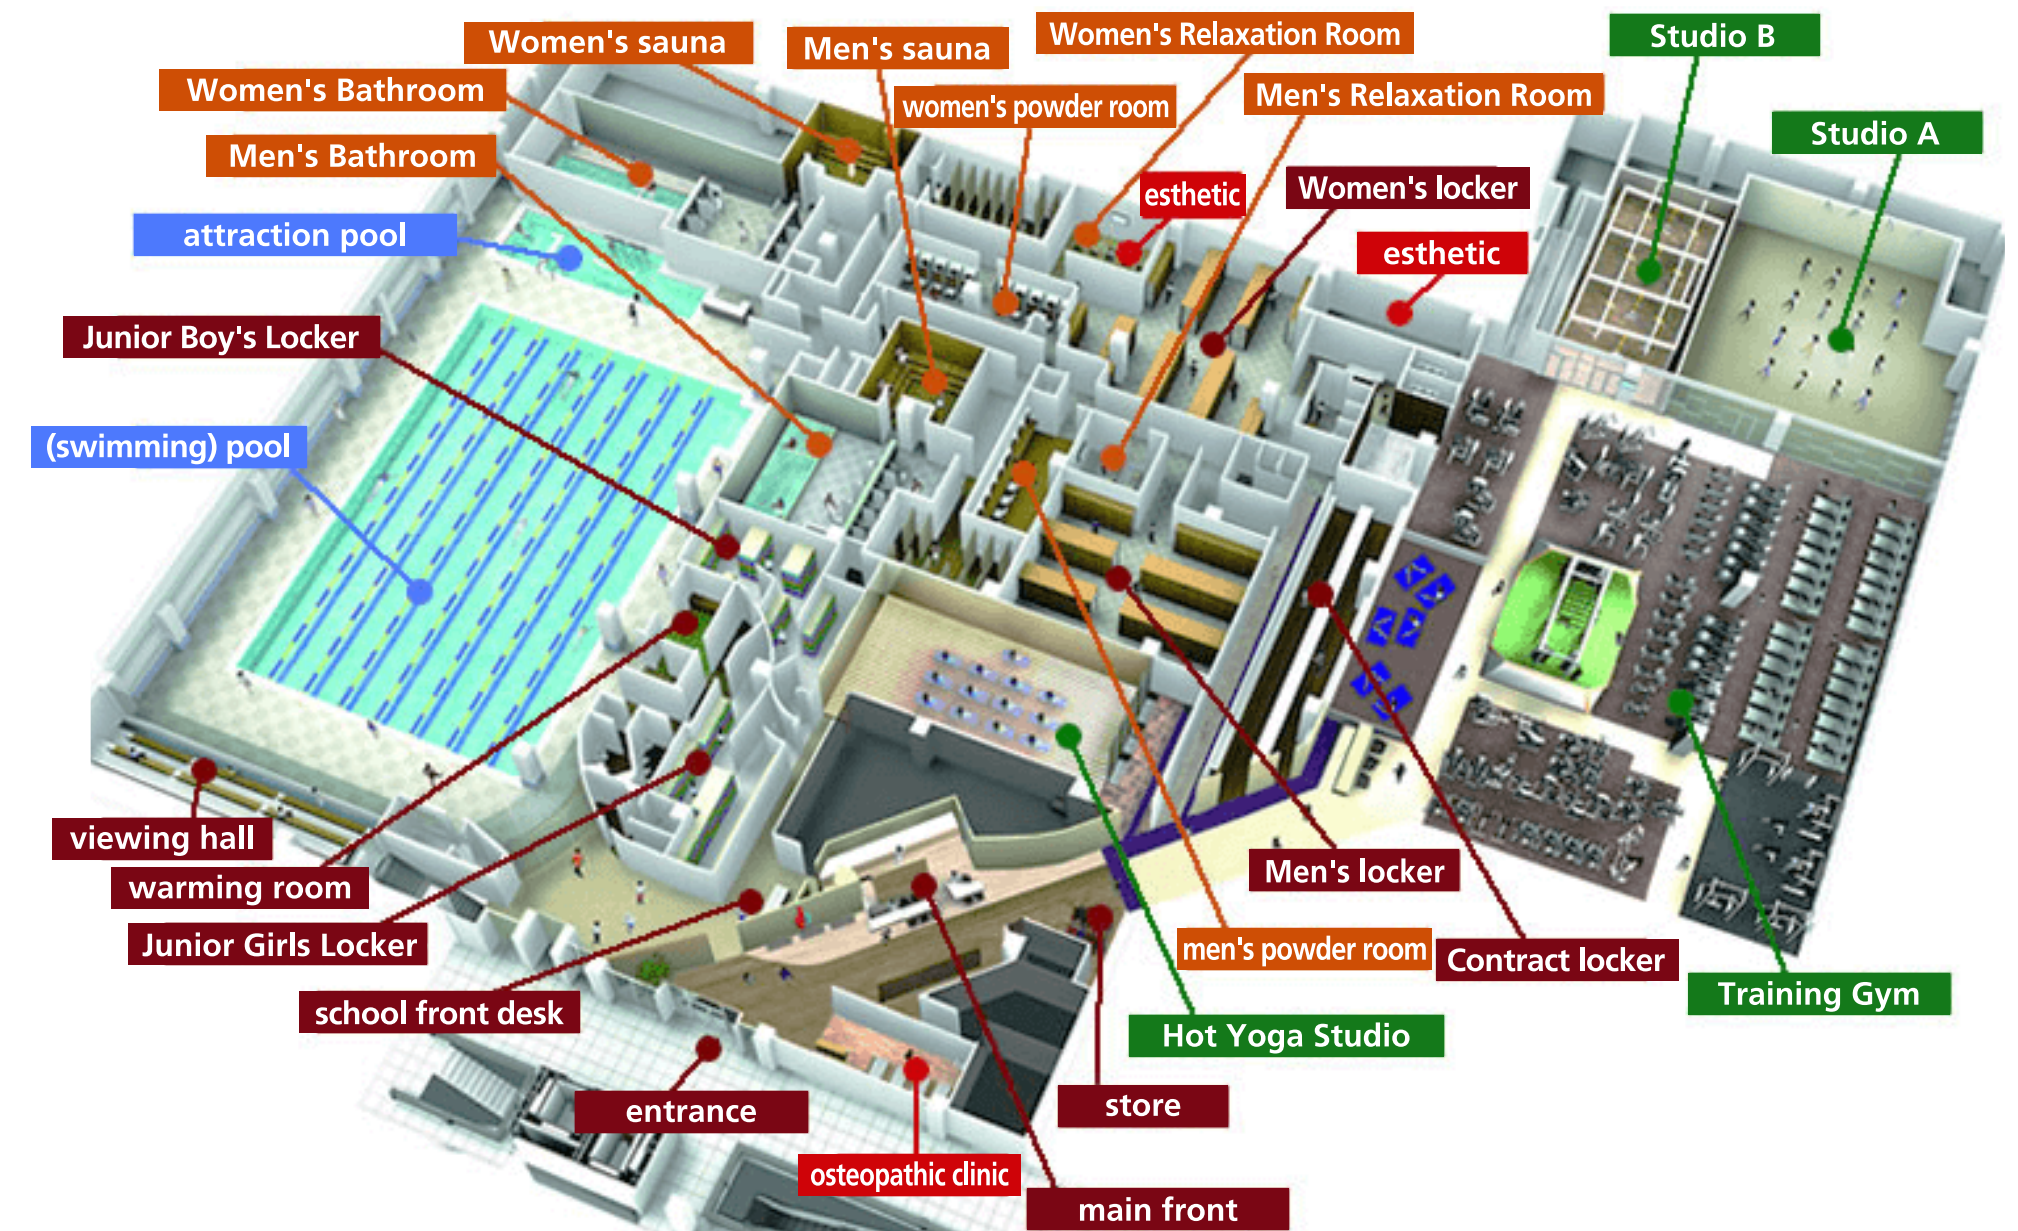 Women's sauna
Men's sauna
Women's Relaxation Room
Studio B
Women's Bathroom
women's powder room
Men's Relaxation Room
Studio A
Men's Bathroom
esthetic
Women's locker
attraction pool
esthetic
Junior Boy's Locker
(swimming) pool
viewing hall
warming room
Men's locker
Junior Girls Locker
men's powder room
Contract locker
Training Gym
school front desk
Hot Yoga Studio
entrance
store
osteopathic clinic
main front